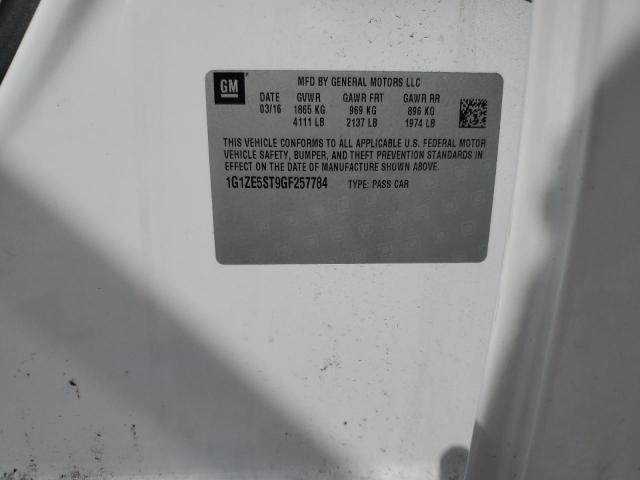 GM
MFD BY GENERAL MOTORS LLC
DATE GVWR GAWR FRT GAWR RR
03/16 1865 KG 969 KG 896 KG
4111 LB 2137 LB 1974 LB
THIS VEHICLE CONFORMS TO ALL APPLICABLE U.S. FEDERAL MOTOR
VEHICLE SAFETY, BUMPER, AND THEFT PREVENTION STANDARDS IN
EFFECT ON THE DATE OF MANUFACTURE SHOWN ABOVE.
1G1ZE5ST9GF257784 TYPE: PASS CAR